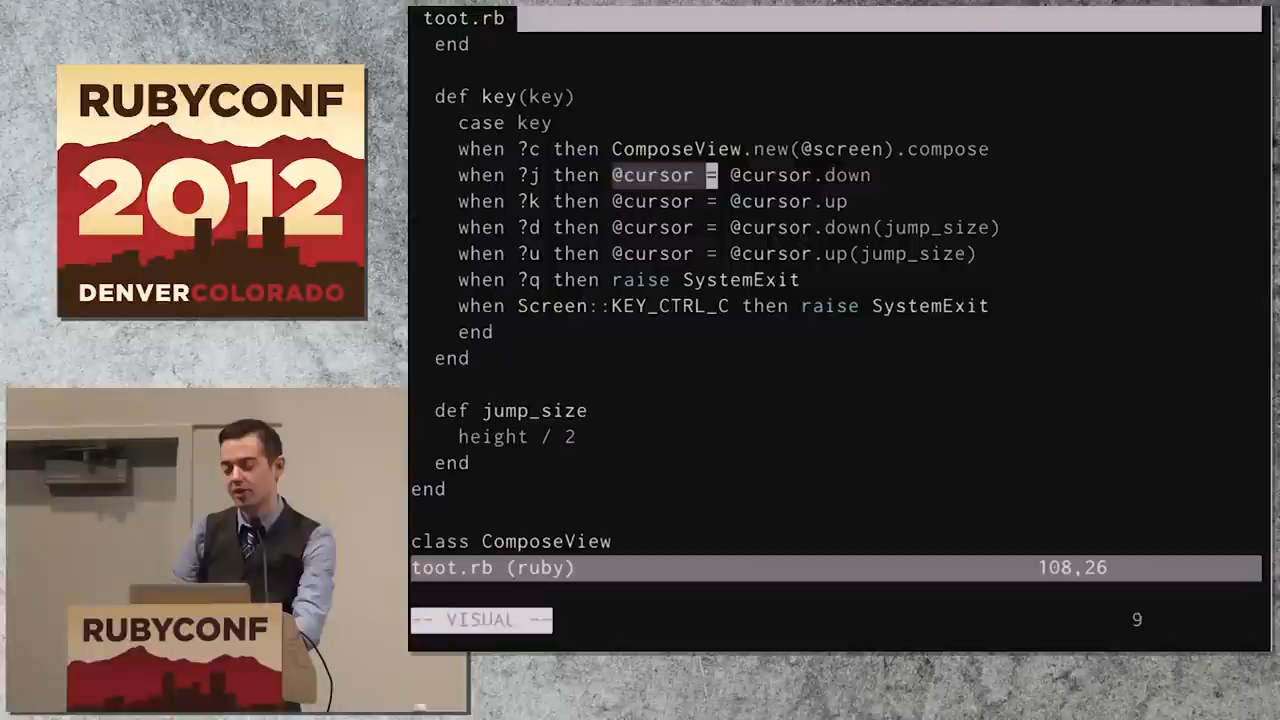 RUBYCONF
2012
DENVERCOLORADO
RUBYCONF
toot.rb
end
def key(key)
case key
when ?c then ComposeView.new(@screen).compose
when ?j then @cursor = @cursor.down
when ?k then @cursor = @cursor.up
when ?d then @cursor = @cursor.down(jump_size)
when ?u then @cursor = @cursor.up(jump_size)
when ?q then raise SystemExit
when Screen::KEY_CTRL_C then raise SystemExit
end
end
def jump_size
height / 2
end
end
class ComposeView
toot.rb (ruby) 108,26
-- VISUAL -- 9